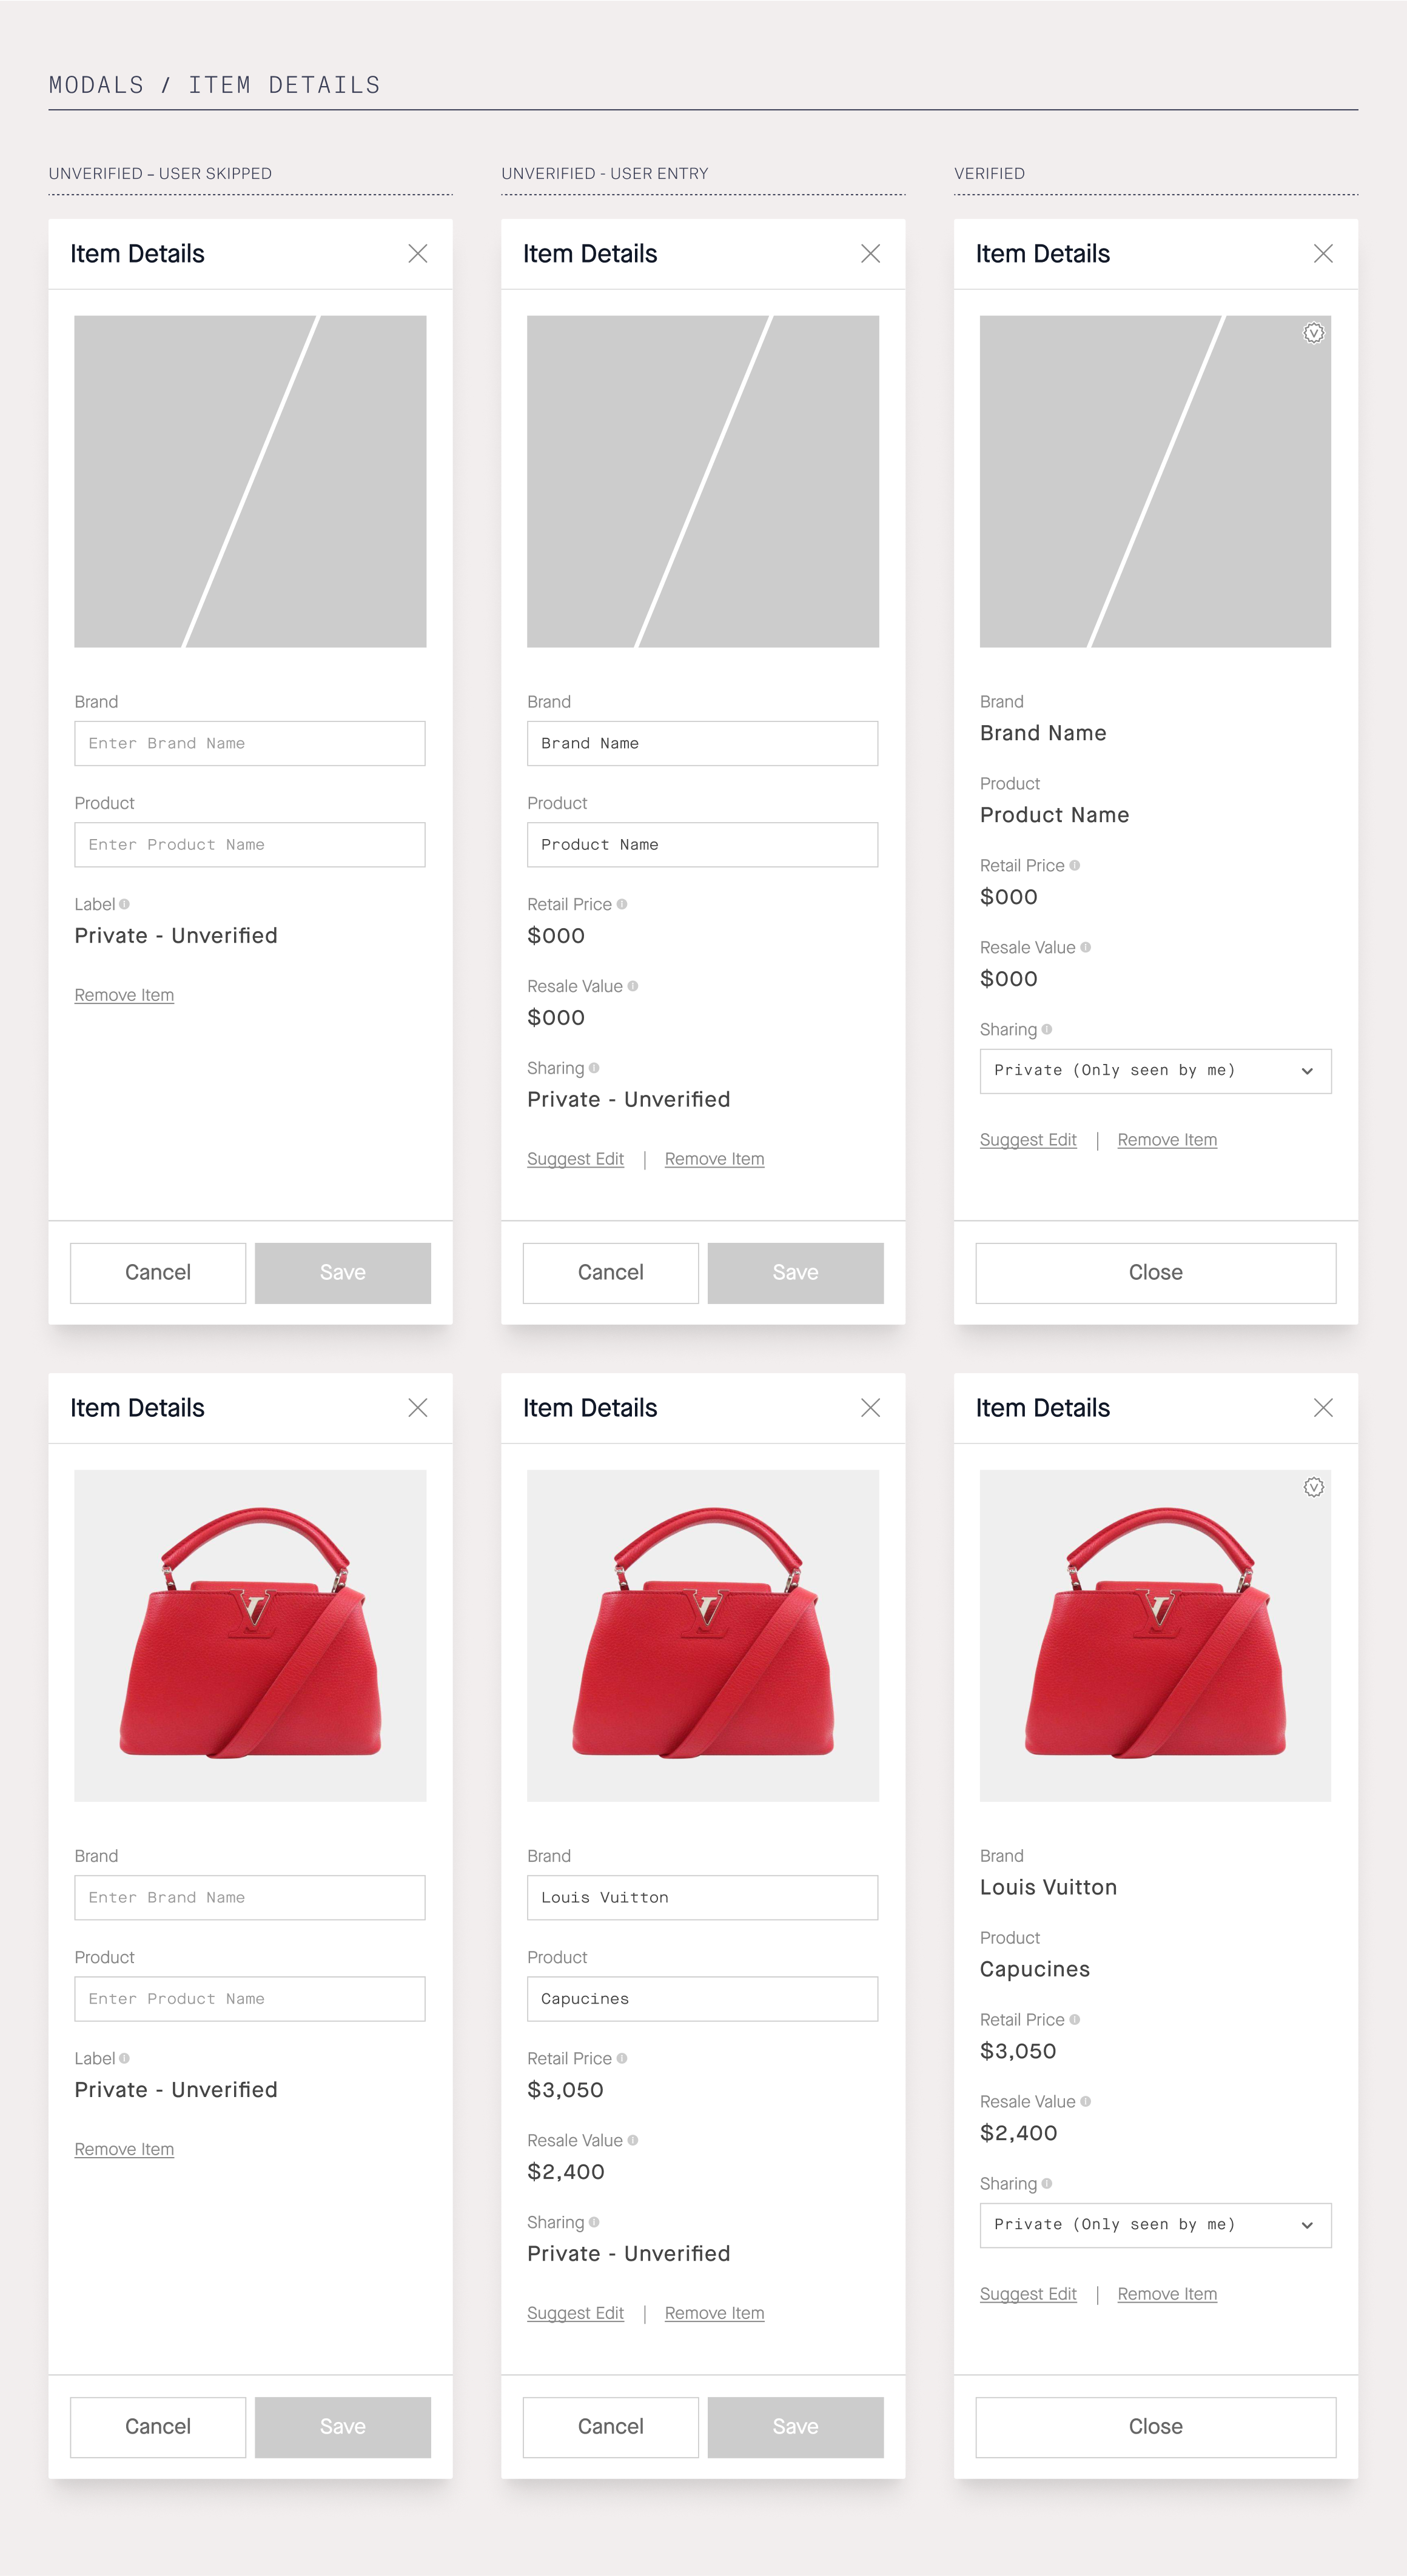 MODALS / ITEM DETAILS
UNVERIFIED – USER SKIPPED
Item Details
Brand
Enter Brand Name
Product
Enter Product Name
Label
Private - Unverified
Remove Item
Cancel
Save
Item Details
Brand
Enter Brand Name
Product
Enter Product Name
Label
Private - Unverified
Remove Item
Cancel
Save
UNVERIFIED - USER ENTRY
Item Details
Brand
Brand Name
Product
Product Name
Retail Price
$000
Resale Value
$000
Sharing
Private - Unverified
Suggest Edit | Remove Item
Cancel
Save
Item Details
Brand
Louis Vuitton
Product
Capucines
Retail Price
$3,050
Resale Value
$2,400
Sharing
Private - Unverified
Suggest Edit | Remove Item
Cancel
Save
VERIFIED
Item Details
V
Brand
Brand Name
Product
Product Name
Retail Price
$000
Resale Value
$000
Sharing
Private (Only seen by me)
Suggest Edit | Remove Item
Close
Item Details
V
Brand
Louis Vuitton
Product
Capucines
Retail Price
$3,050
Resale Value
$2,400
Sharing
Private (Only seen by me)
Suggest Edit | Remove Item
Close